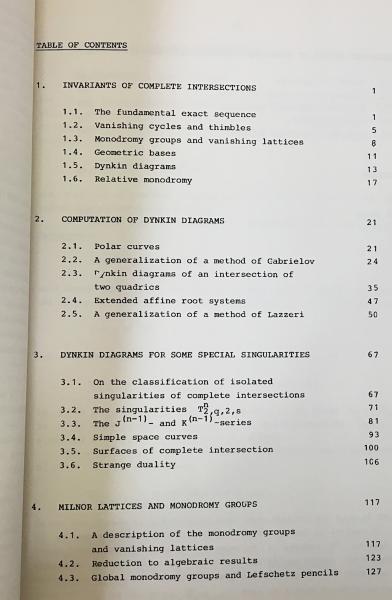 TABLE OF CONTENTS
1. INVARIANTS OF COMPLETE INTERSECTIONS 1
1.1. The fundamental exact sequence 1
1.2. Vanishing cycles and thimbles 5
1.3. Monodromy groups and vanishing lattices 8
1.4. Geometric bases 11
1.5. Dynkin diagrams 13
1.6. Relative monodromy 17
2. COMPUTATION OF DYNKIN DIAGRAMS 21
2.1. Polar curves 21
2.2. A generalization of a method of Gabrielov 24
2.3. Dynkin diagrams of an intersection of
two quadrics 35
2.4. Extended affine root systems 47
2.5. A generalization of a method of Lazzeri 50
3. DYNKIN DIAGRAMS FOR SOME SPECIAL SINGULARITIES 67
3.1. On the classification of isolated
singularities of complete intersections 67
3.2. The singularities T^n_{2,q,2,s} 71
3.3. The J^(n-1)- and K^(n-1)-series 81
3.4. Simple space curves 93
3.5. Surfaces of complete intersection 100
3.6. Strange duality 106
4. MILNOR LATTICES AND MONODROMY GROUPS 117
4.1. A description of the monodromy groups
and vanishing lattices 117
4.2. Reduction to algebraic results 123
4.3. Global monodromy groups and Lefschetz pencils 127